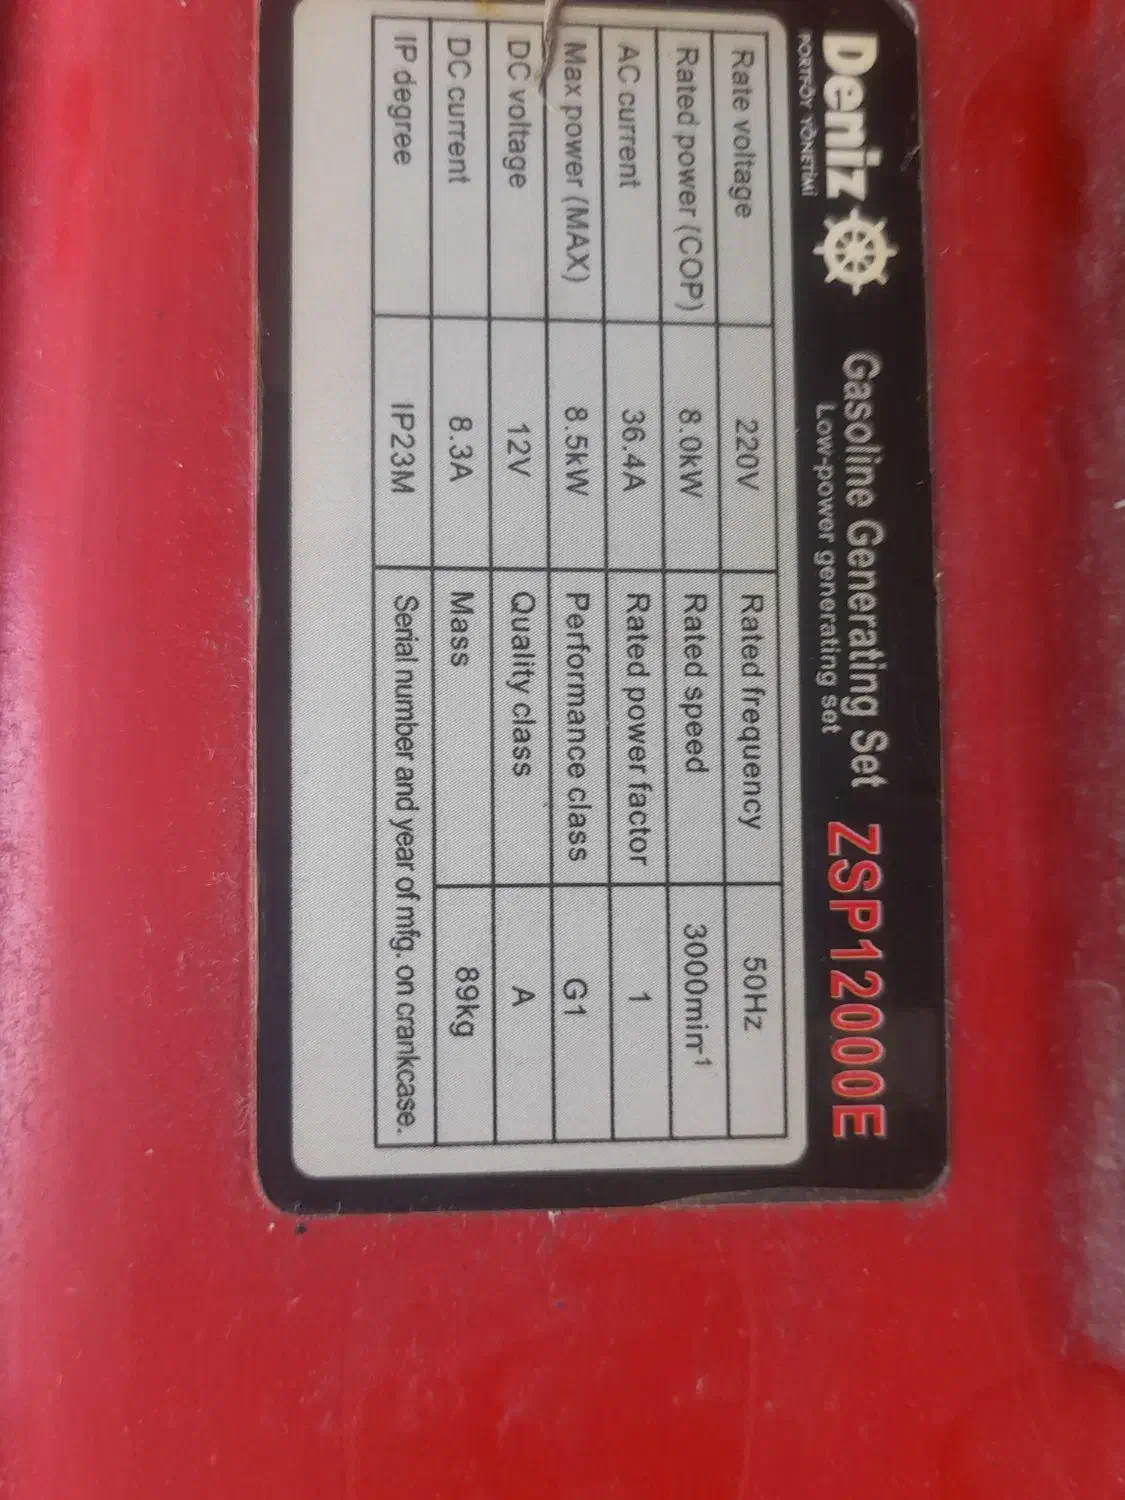 Deniz
PORTFÖY YÖNETİMİ
Gasoline Generating Set ZSP12000E
Low-power generating set
Rate voltage 220V Rated frequency 50Hz
Rated power (COP) 8.0kW Rated speed 3000min⁻¹
AC current 36.4A Rated power factor 1
Max power (MAX) 8.5kW Performance class G1
DC voltage 12V Quality class A
DC current 8.3A Mass 89kg
IP degree IP23M Serial number and year of mfg. on crankcase.